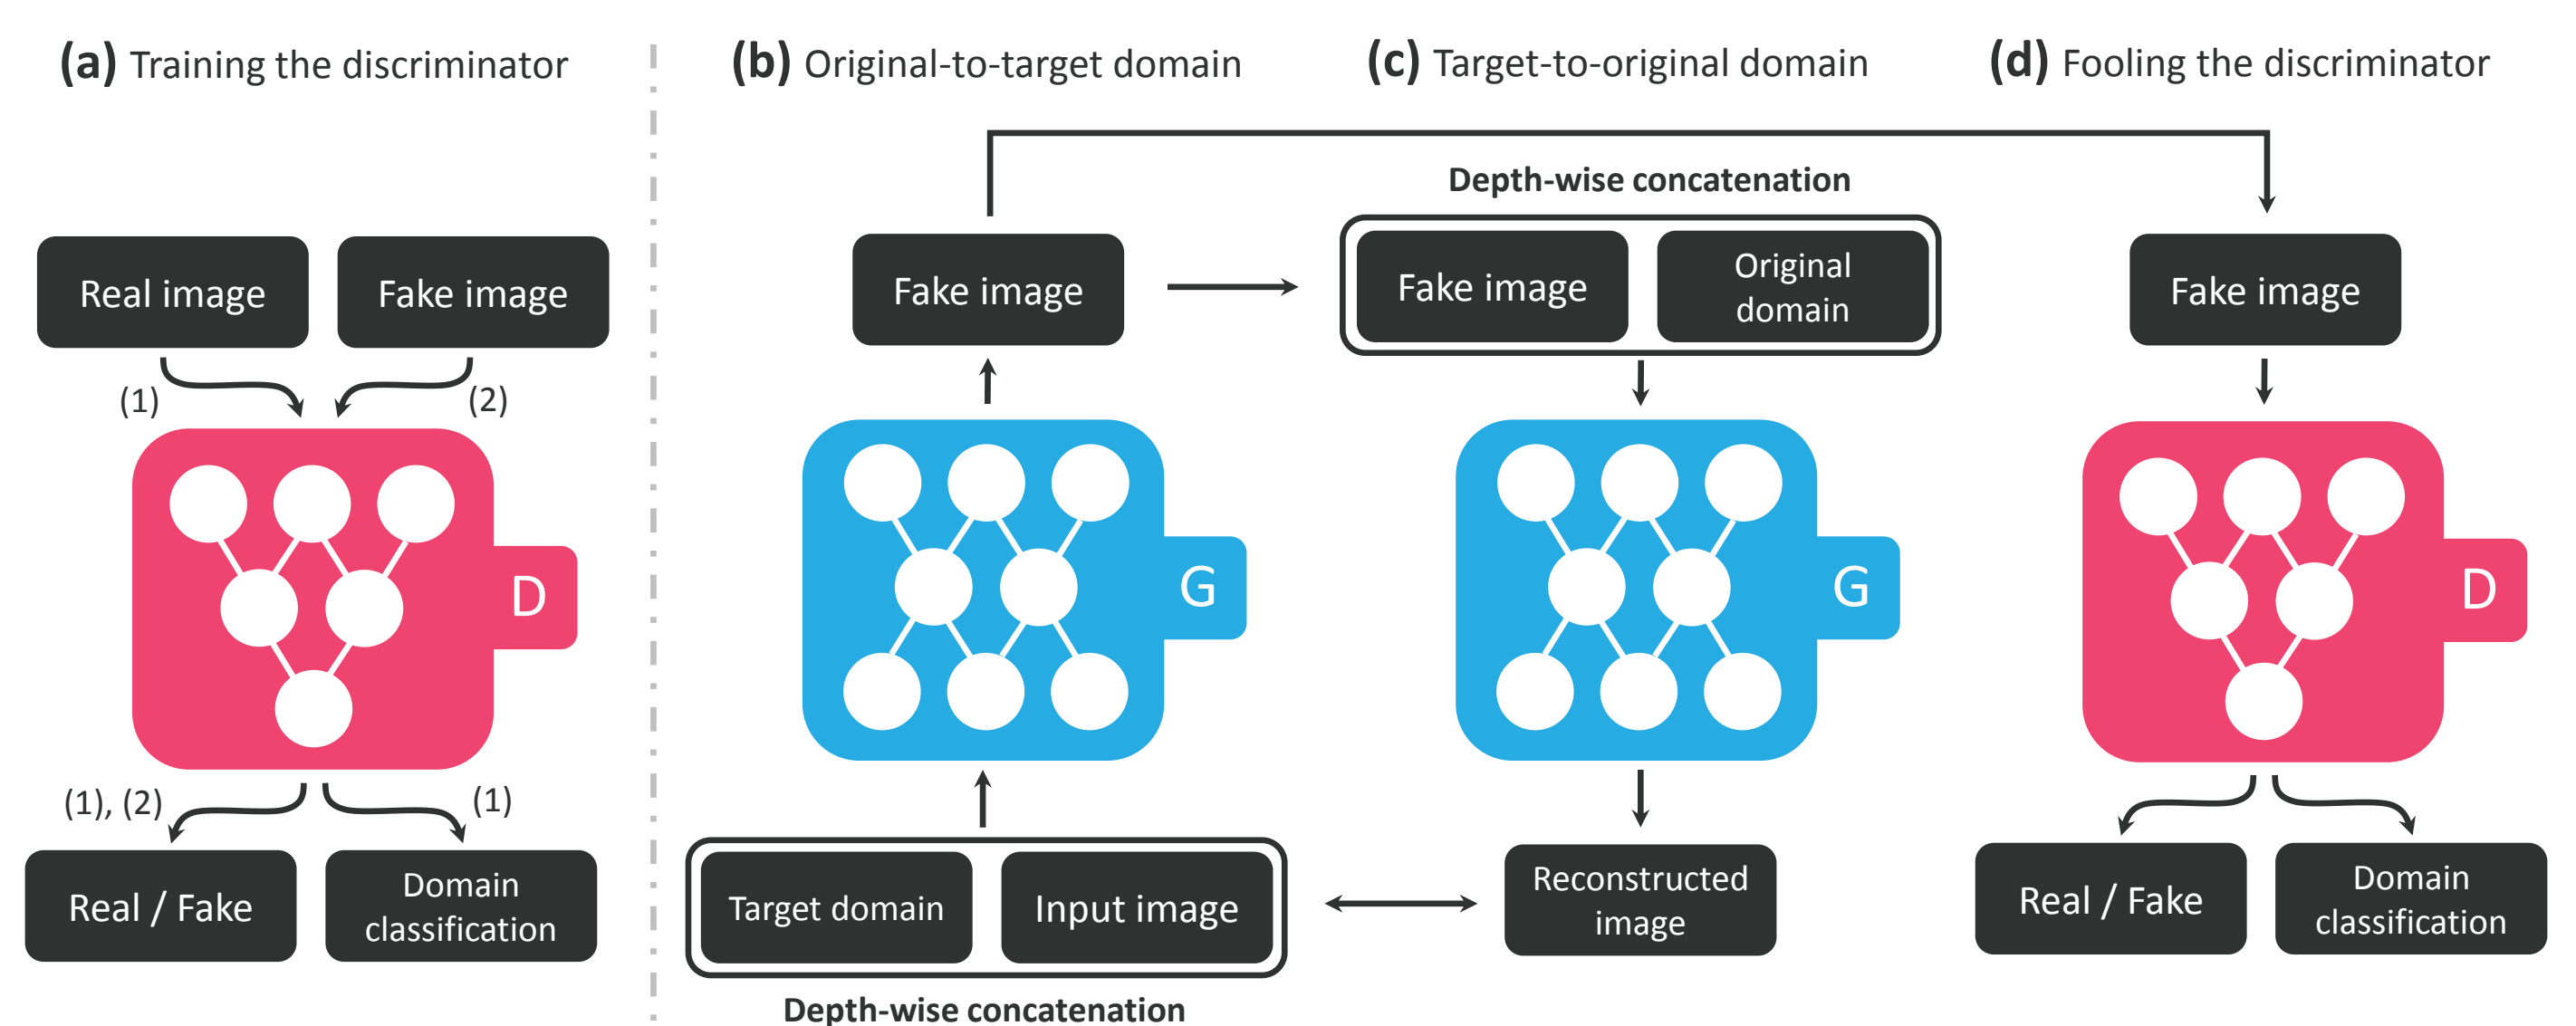 (a) Training the discriminator
Real image
Fake image
(1)
(2)
D
(1), (2)
(1)
Real / Fake
Domain
classification
(b) Original-to-target domain
Fake image
G
Target domain
Input image
Depth-wise concatenation
(c) Target-to-original domain
Depth-wise concatenation
Fake image
Original
domain
G
Reconstructed
image
(d) Fooling the discriminator
Fake image
D
Real / Fake
Domain
classification